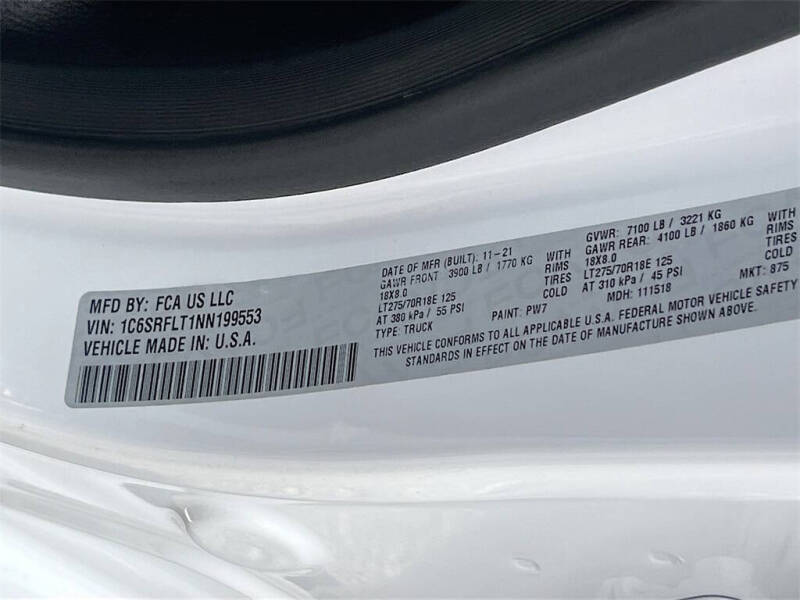 MFD BY: FCA US LLC
VIN: 1C6SRFLT1NN199553
VEHICLE MADE IN: U.S.A.
DATE OF MFR (BUILT): 11-21
GAWR FRONT 3900 LB / 1770 KG WITH
18X8.0 RIMS
LT275/70R18E 125 TIRES
AT 380 kPa / 55 PSI COLD
TYPE: TRUCK PAINT: PW7
GVWR: 7100 LB / 3221 KG
GAWR REAR: 4100 LB / 1860 KG WITH
18X8.0 RIMS
LT275/70R18E 125 TIRES
AT 310 kPa / 45 PSI COLD
MDH: 111518 MKT: 875
THIS VEHICLE CONFORMS TO ALL APPLICABLE U.S.A. FEDERAL MOTOR VEHICLE SAFETY
STANDARDS IN EFFECT ON THE DATE OF MANUFACTURE SHOWN ABOVE.